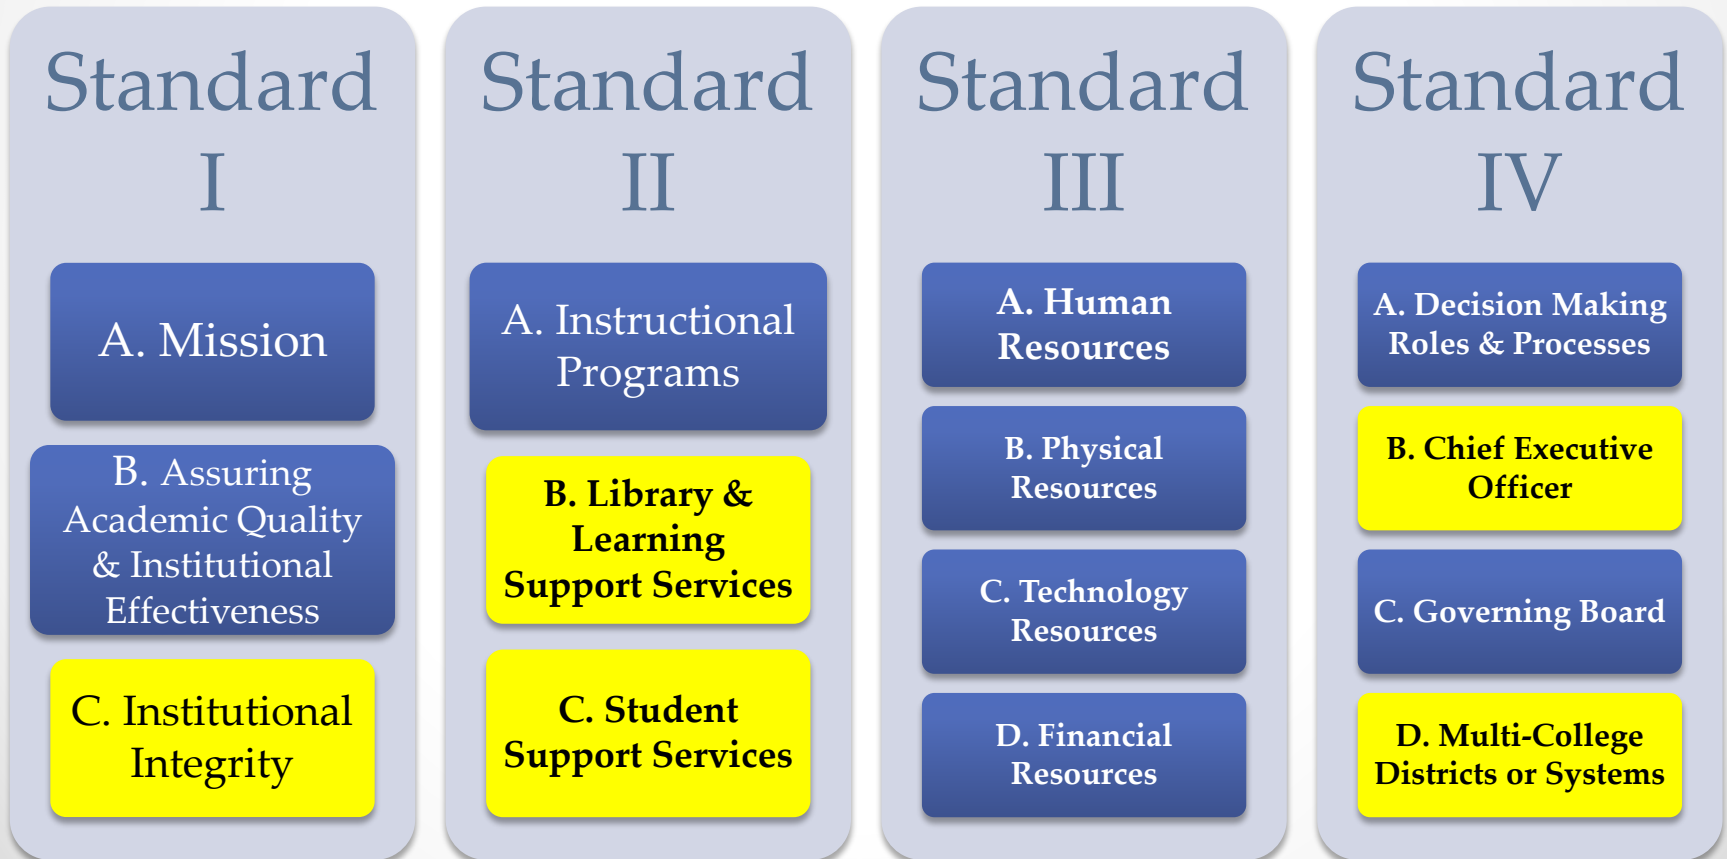 Standard
I
A. Mission
B. Assuring
Academic Quality
& Institutional
Effectiveness
C. Institutional
Integrity
Standard
II
A. Instructional
Programs
B. Library &
Learning
Support Services
C. Student
Support Services
Standard
III
A. Human
Resources
B. Physical
Resources
C. Technology
Resources
D. Financial
Resources
Standard
IV
A. Decision Making
Roles & Processes
B. Chief Executive
Officer
C. Governing Board
D. Multi-College
Districts or Systems